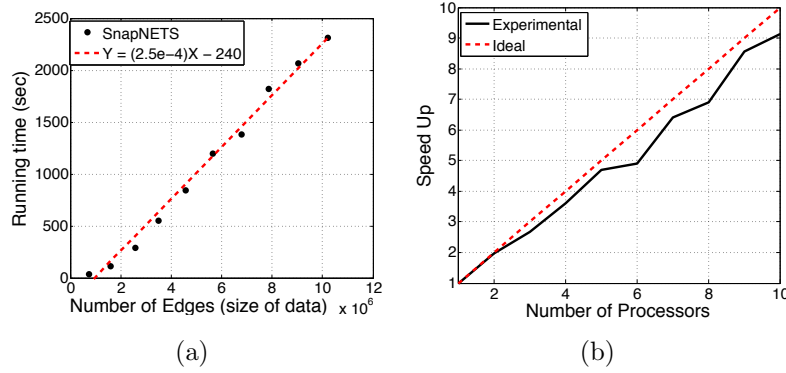 2500
2000
1500
1000
500
0
Running time (sec)
SnapNETS
Y = (2.5e−4)X − 240
0 2 4 6 8 10 12
x 10^6
Number of Edges (size of data)
(a)
10
9
8
7
6
5
4
3
2
1
Speed Up
Experimental
Ideal
2 4 6 8 10
Number of Processors
(b)